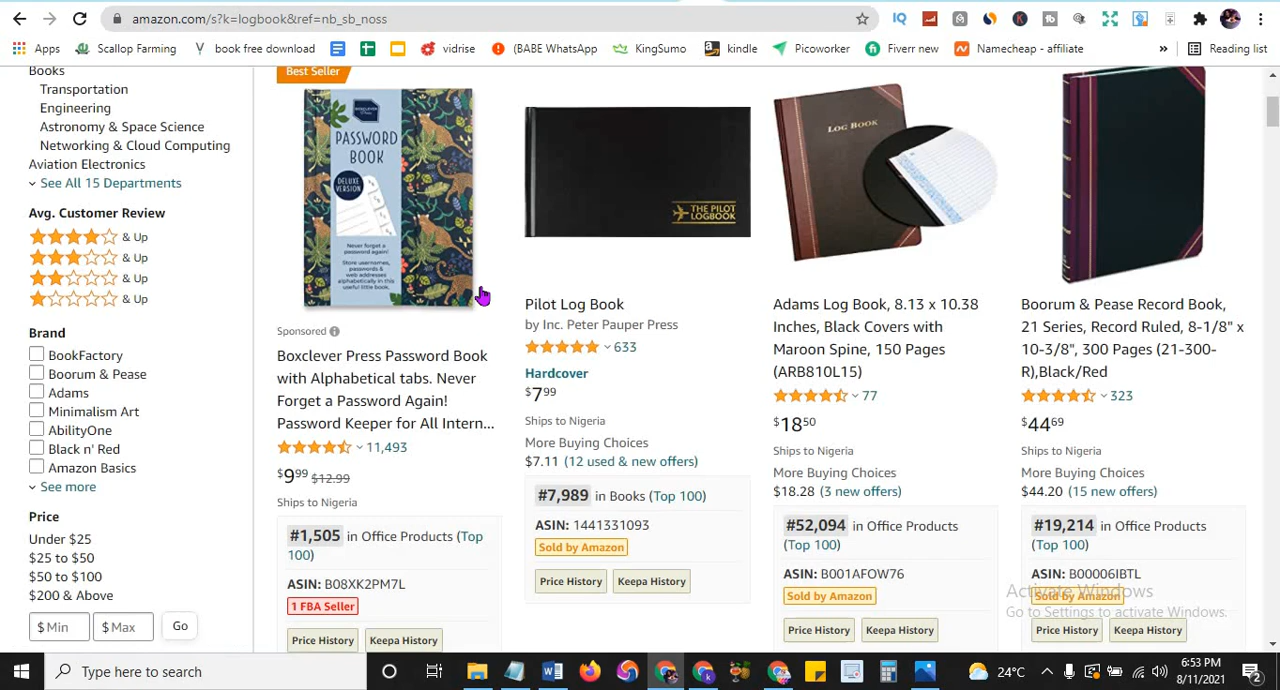 amazon.com/s?k=logbook&ref=nb_sb_noss
Apps
Scallop Farming
book free download
vidrise
(BABE WhatsApp
KingSumo
kindle
Picoworker
Fiverr new
Namecheap - affiliate
»
Reading list
Books
Transportation
Engineering
Astronomy & Space Science
Networking & Cloud Computing
Aviation Electronics
See All 15 Departments
Avg. Customer Review
& Up
& Up
& Up
& Up
Brand
BookFactory
Boorum & Pease
Adams
Minimalism Art
AbilityOne
Black n' Red
Amazon Basics
See more
Price
Under $25
$25 to $50
$50 to $100
$200 & Above
$ Min
$ Max
Go
Best Seller
PASSWORD
BOOK
DELUXE
VERSION
Never forget a
password again!
Store usernames,
passwords &
web addresses
alphabetically in this
useful little book.
Sponsored
Boxclever Press Password Book
with Alphabetical tabs. Never
Forget a Password Again!
Password Keeper for All Intern...
11,493
$9.99 $12.99
Ships to Nigeria
#1,505 in Office Products (Top
100)
ASIN: B08XK2PM7L
1 FBA Seller
Price History
Keepa History
THE PILOT
LOGBOOK
Pilot Log Book
by Inc. Peter Pauper Press
633
Hardcover
$7.99
Ships to Nigeria
More Buying Choices
$7.11 (12 used & new offers)
#7,989 in Books (Top 100)
ASIN: 1441331093
Sold by Amazon
Price History
Keepa History
LOG BOOK
Adams Log Book, 8.13 x 10.38
Inches, Black Covers with
Maroon Spine, 150 Pages
(ARB810L15)
77
$18.50
Ships to Nigeria
More Buying Choices
$18.28 (3 new offers)
#52,094 in Office Products
(Top 100)
ASIN: B001AFOW76
Sold by Amazon
Price History
Keepa History
Boorum & Pease Record Book,
21 Series, Record Ruled, 8-1/8" x
10-3/8", 300 Pages (21-300-
R),Black/Red
323
$44.69
Ships to Nigeria
More Buying Choices
$44.20 (15 new offers)
#19,214 in Office Products
(Top 100)
ASIN: B00006IBTL
Sold by Amazon
Price History
Keepa History
Activate Windows
Go to Settings to activate Windows.
Type here to search
24°C
6:53 PM
8/11/2021
2